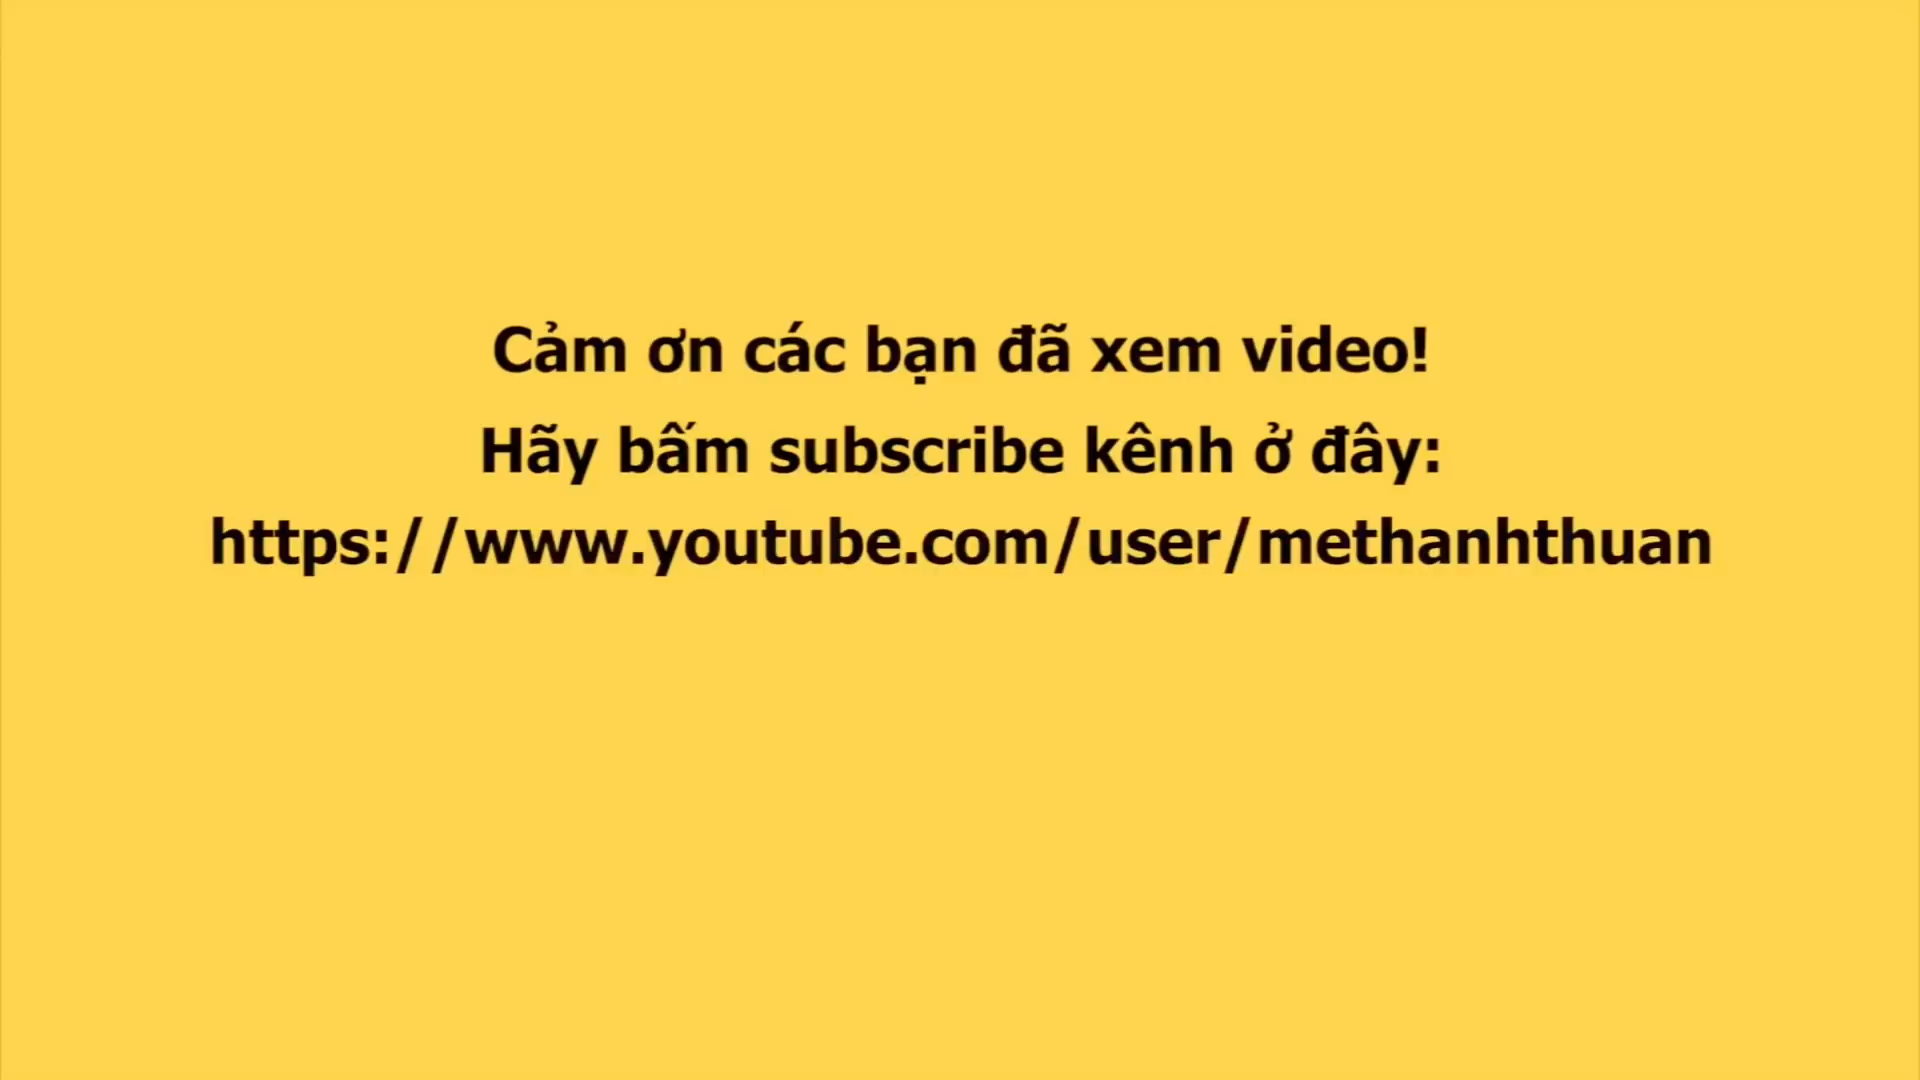 Cảm ơn các bạn đã xem video!
Hãy bấm subscribe kênh ở đây:
https://www.youtube.com/user/methanhthuan